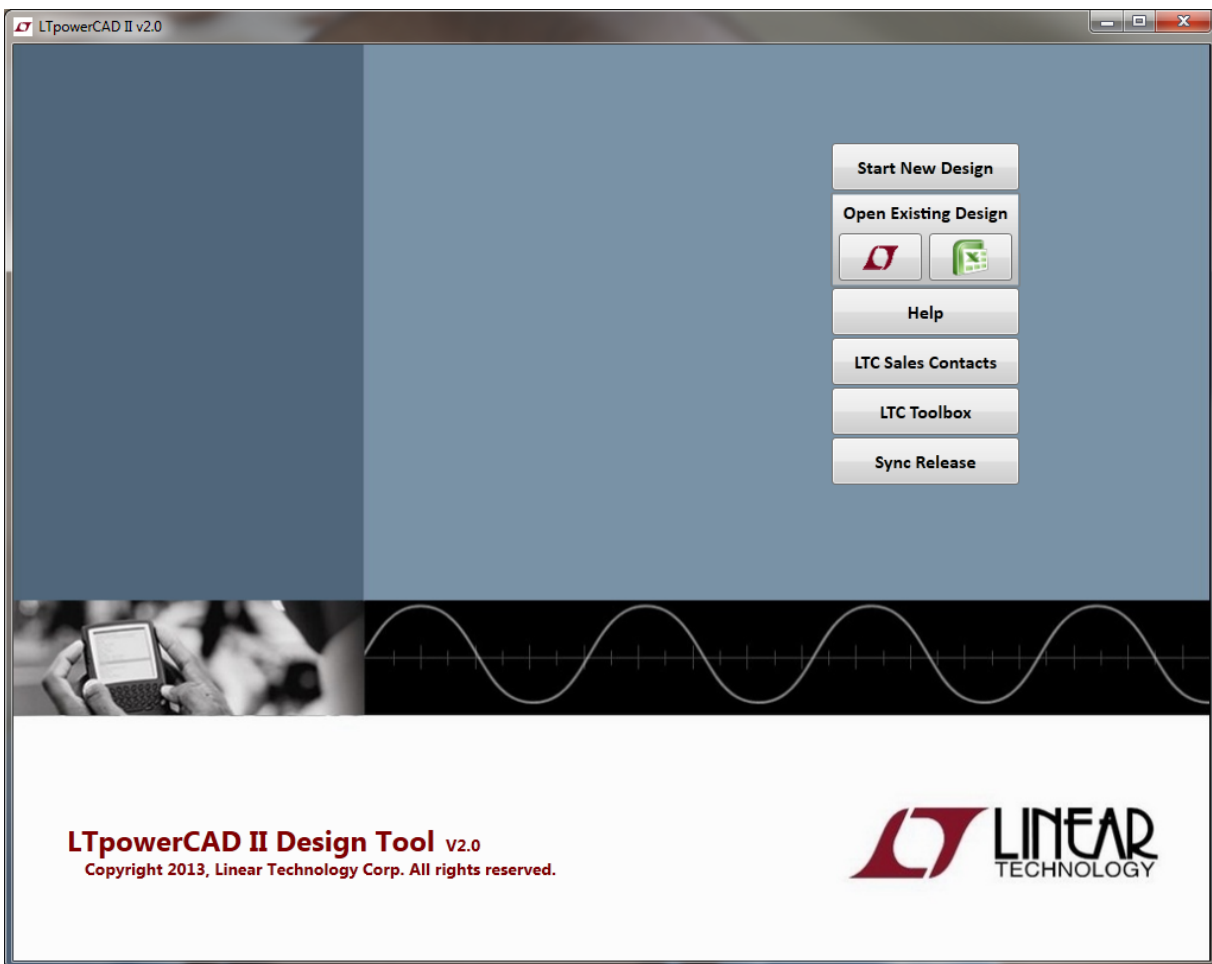 LTpowerCAD II v2.0
Start New Design
Open Existing Design
Help
LTC Sales Contacts
LTC Toolbox
Sync Release
LTpowerCAD II Design Tool V2.0
Copyright 2013, Linear Technology Corp. All rights reserved.
LINEAR
TECHNOLOGY